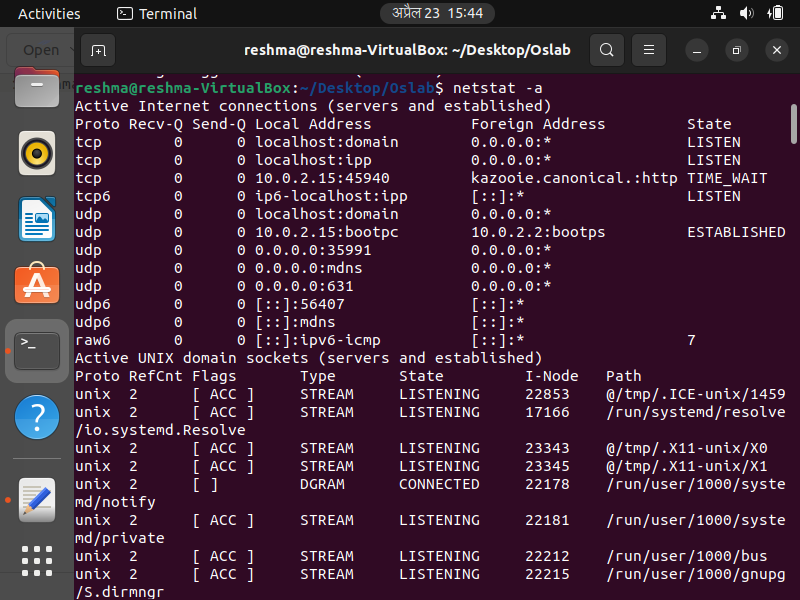 Activities
Terminal
अप्रैल 23 15:44
Open
reshma@reshma-VirtualBox: ~/Desktop/Oslab
reshma@reshma-VirtualBox:~/Desktop/Oslab$ netstat -a
Active Internet connections (servers and established)
Proto Recv-Q Send-Q Local Address           Foreign Address         State
tcp        0      0 localhost:domain        0.0.0.0:*               LISTEN
tcp        0      0 localhost:ipp           0.0.0.0:*               LISTEN
tcp        0      0 10.0.2.15:45940         kazooie.canonical.:http TIME_WAIT
tcp6       0      0 ip6-localhost:ipp       [::]:*                  LISTEN
udp        0      0 localhost:domain        0.0.0.0:*
udp        0      0 10.0.2.15:bootpc        10.0.2.2:bootps         ESTABLISHED
udp        0      0 0.0.0.0:35991           0.0.0.0:*
udp        0      0 0.0.0.0:mdns            0.0.0.0:*
udp        0      0 0.0.0.0:631             0.0.0.0:*
udp6       0      0 [::]:56407              [::]:*
udp6       0      0 [::]:mdns               [::]:*
raw6       0      0 [::]:ipv6-icmp          [::]:*                  7
Active UNIX domain sockets (servers and established)
Proto RefCnt Flags       Type       State         I-Node   Path
unix  2      [ ACC ]     STREAM     LISTENING     22853    @/tmp/.ICE-unix/1459
unix  2      [ ACC ]     STREAM     LISTENING     17166    /run/systemd/resolve
/io.systemd.Resolve
unix  2      [ ACC ]     STREAM     LISTENING     23343    @/tmp/.X11-unix/X0
unix  2      [ ACC ]     STREAM     LISTENING     23345    @/tmp/.X11-unix/X1
unix  2      [ ]         DGRAM      CONNECTED     22178    /run/user/1000/syste
md/notify
unix  2      [ ACC ]     STREAM     LISTENING     22181    /run/user/1000/syste
md/private
unix  2      [ ACC ]     STREAM     LISTENING     22212    /run/user/1000/bus
unix  2      [ ACC ]     STREAM     LISTENING     22215    /run/user/1000/gnupg
/S.dirmngr